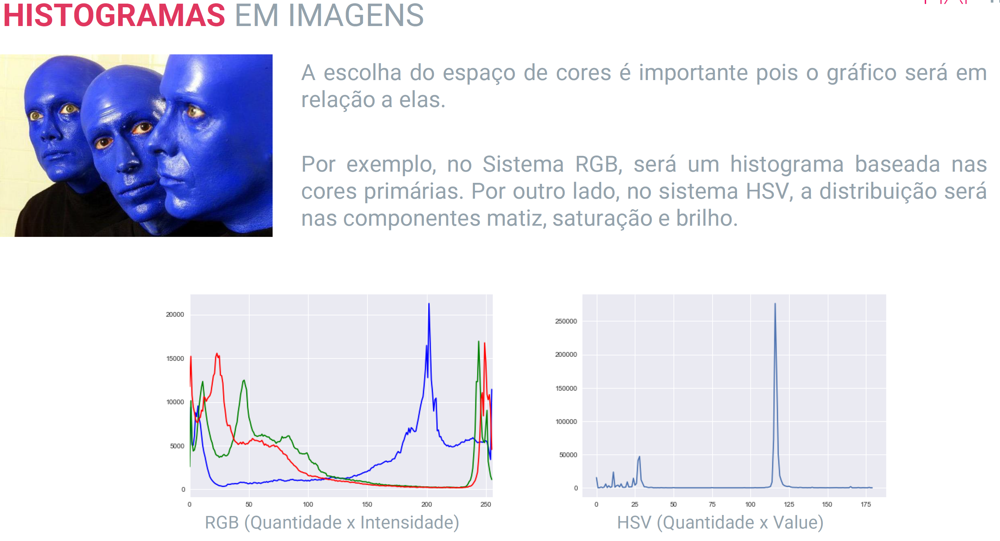 HISTOGRAMAS EM IMAGENS
A escolha do espaço de cores é importante pois o gráfico será em
relação a elas.
Por exemplo, no Sistema RGB, será um histograma baseada nas
cores primárias. Por outro lado, no sistema HSV, a distribuição será
nas componentes matiz, saturação e brilho.
20000
15000
10000
5000
0
0 50 100 150 200 250
RGB (Quantidade x Intensidade)
250000
200000
150000
100000
50000
0
0 25 50 75 100 125 150 175
HSV (Quantidade x Value)